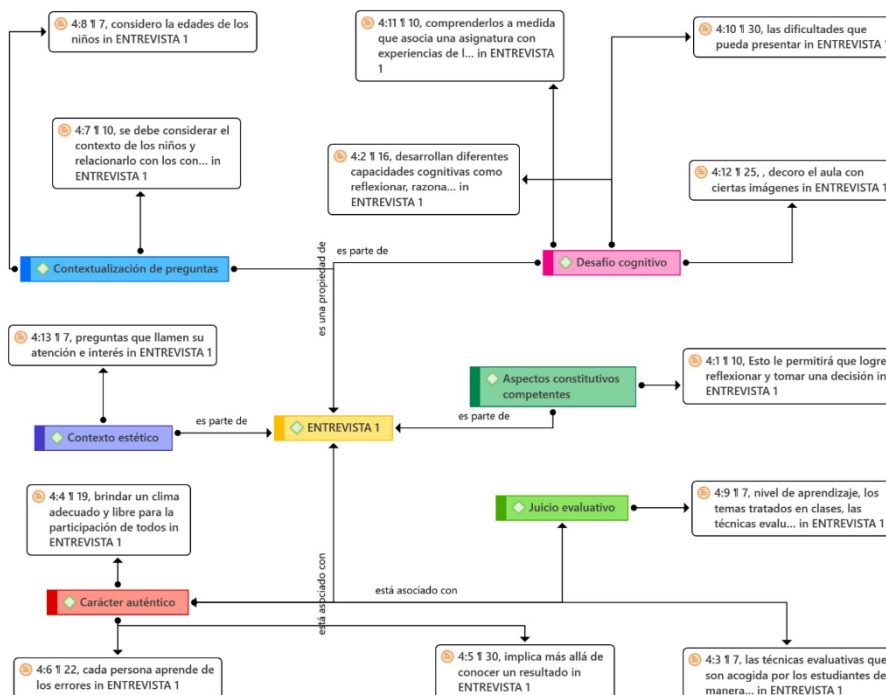 4:8 ¶ 7, considero la edades de los
niños in ENTREVISTA 1
4:11 ¶ 10, comprenderlos a medida
que asocia una asignatura con
experiencias de l... in ENTREVISTA
1
4:10 ¶ 30, las dificultades que
pueda presentar in ENTREVISTA 1
4:7 ¶ 10, se debe considerar el
contexto de los niños y
relacionarlo con los con... in
ENTREVISTA 1
4:2 ¶ 16, desarrollan diferentes
capacidades cognitivas como
reflexionar, razona... in
ENTREVISTA 1
4:12 ¶ 25, , decoro el aula con
ciertas imágenes in ENTREVISTA 1
es parte de
es una propiedad de
Contextualización de preguntas
Desafío cognitivo
4:13 ¶ 7, preguntas que llamen su
atención e interés in ENTREVISTA 1
Aspectos constitutivos
competentes
4:1 ¶ 10, Esto le permitirá que logre
reflexionar y tomar una decisión in
ENTREVISTA 1
es parte de
es parte de
Contexto estético
ENTREVISTA 1
4:4 ¶ 19, brindar un clima
adecuado y libre para la
participación de todos in
ENTREVISTA 1
Juicio evaluativo
4:9 ¶ 7, nivel de aprendizaje, los
temas tratados en clases, las
técnicas evalu... in ENTREVISTA 1
está asociado con
está asociado con
Carácter auténtico
4:6 ¶ 22, cada persona aprende de
los errores in ENTREVISTA 1
4:5 ¶ 30, implica más allá de
conocer un resultado in
ENTREVISTA 1
4:3 ¶ 7, las técnicas evaluativas que
son acogida por los estudiantes de
manera... in ENTREVISTA 1